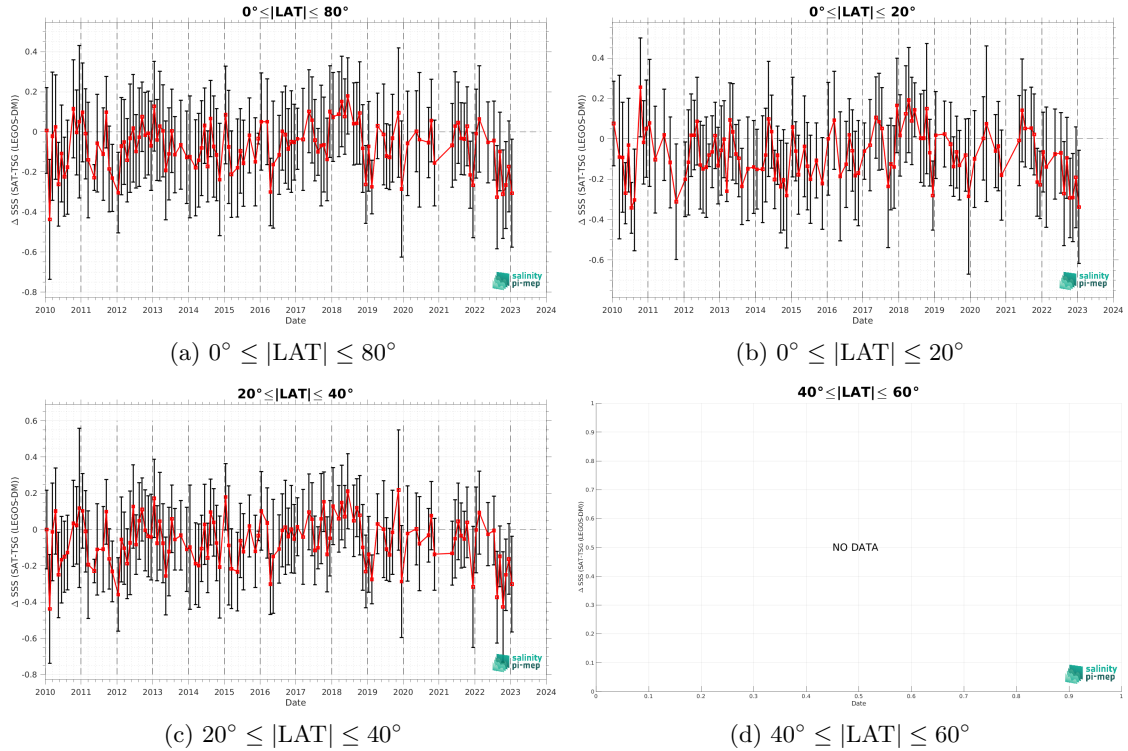 0°≤|LAT|≤ 80°
Δ SSS (SAT-TSG (LEGOS-DM))
0.4
0.2
0
-0.2
-0.4
-0.6
-0.8
2010 2011 2012 2013 2014 2015 2016 2017 2018 2019 2020 2021 2022 2023 2024
Date
salinity
pi-mep
(a) 0° ≤ |LAT| ≤ 80°
0°≤|LAT|≤ 20°
Δ SSS (SAT-TSG (LEGOS-DM))
0.4
0.2
0
-0.2
-0.4
-0.6
2010 2011 2012 2013 2014 2015 2016 2017 2018 2019 2020 2021 2022 2023 2024
Date
salinity
pi-mep
(b) 0° ≤ |LAT| ≤ 20°
20°≤|LAT|≤ 40°
Δ SSS (SAT-TSG (LEGOS-DM))
0.6
0.4
0.2
0
-0.2
-0.4
-0.6
-0.8
2010 2011 2012 2013 2014 2015 2016 2017 2018 2019 2020 2021 2022 2023 2024
Date
salinity
pi-mep
(c) 20° ≤ |LAT| ≤ 40°
40°≤|LAT|≤ 60°
Δ SSS (SAT-TSG (LEGOS-DM))
1
0.9
0.8
0.7
0.6
0.5
0.4
0.3
0.2
0.1
0
NO DATA
0 0.1 0.2 0.3 0.4 0.5 0.6 0.7 0.8 0.9 1
Date
salinity
pi-mep
(d) 40° ≤ |LAT| ≤ 60°